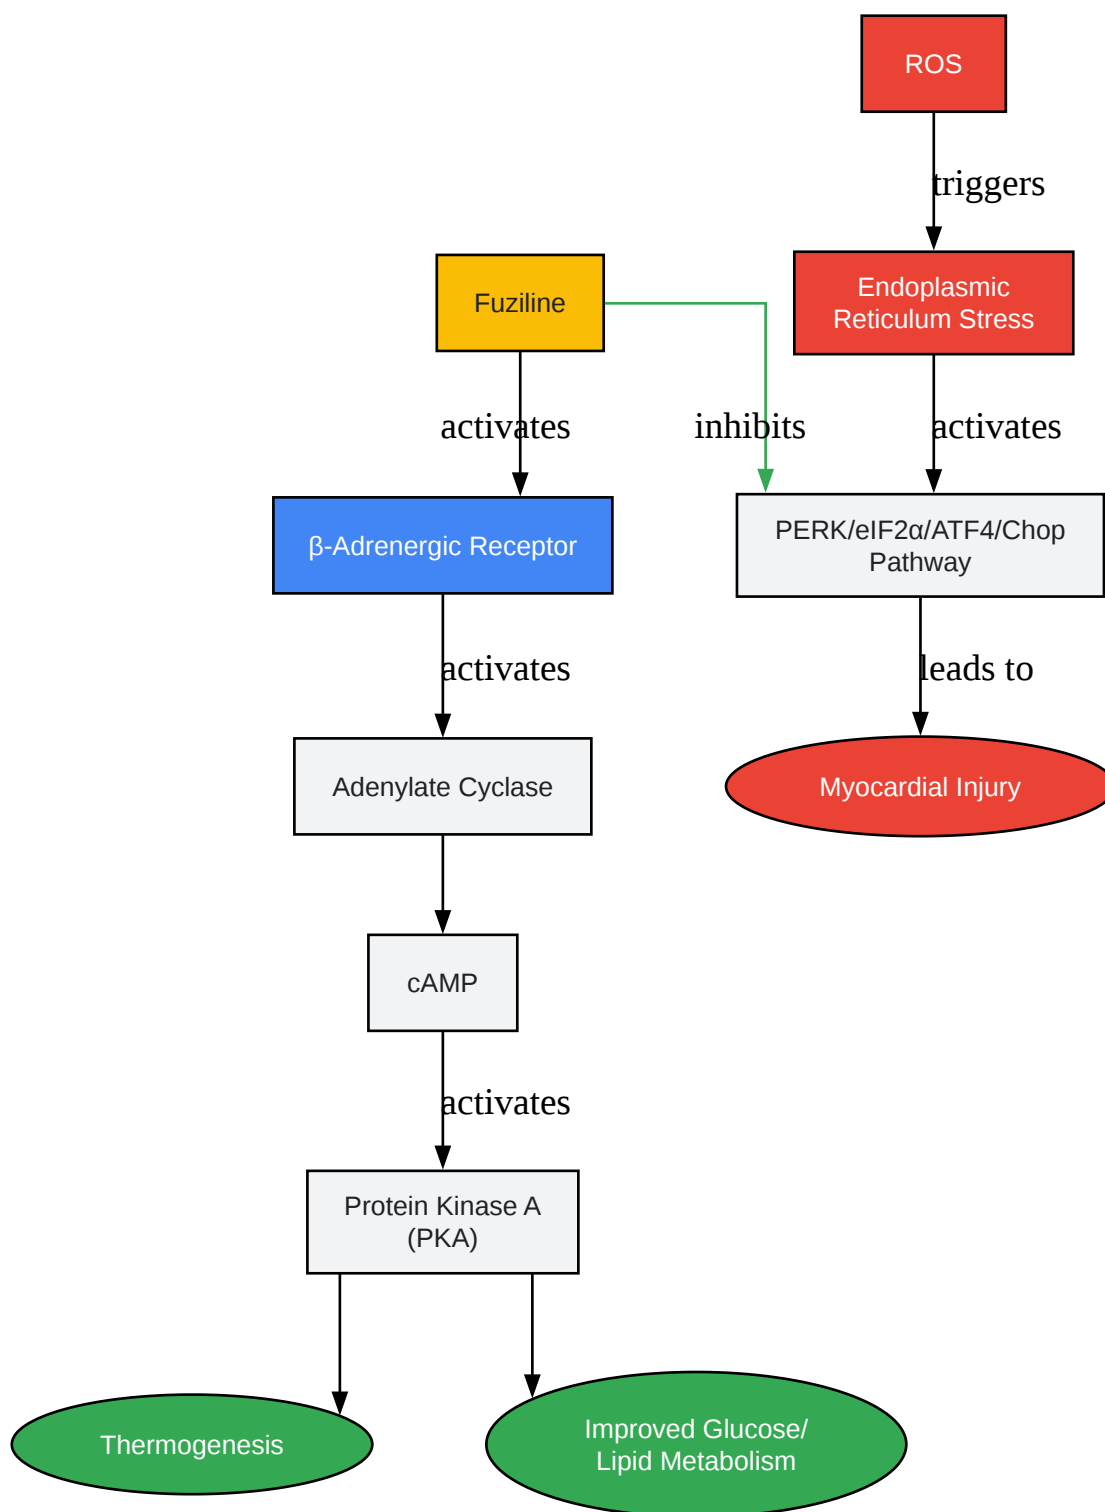 ROS
triggers
Fuziline
Endoplasmic
Reticulum Stress
activates
inhibits
activates
β-Adrenergic Receptor
PERK/eIF2α/ATF4/Chop
Pathway
activates
leads to
Adenylate Cyclase
Myocardial Injury
cAMP
activates
Protein Kinase A
(PKA)
Thermogenesis
Improved Glucose/
Lipid Metabolism